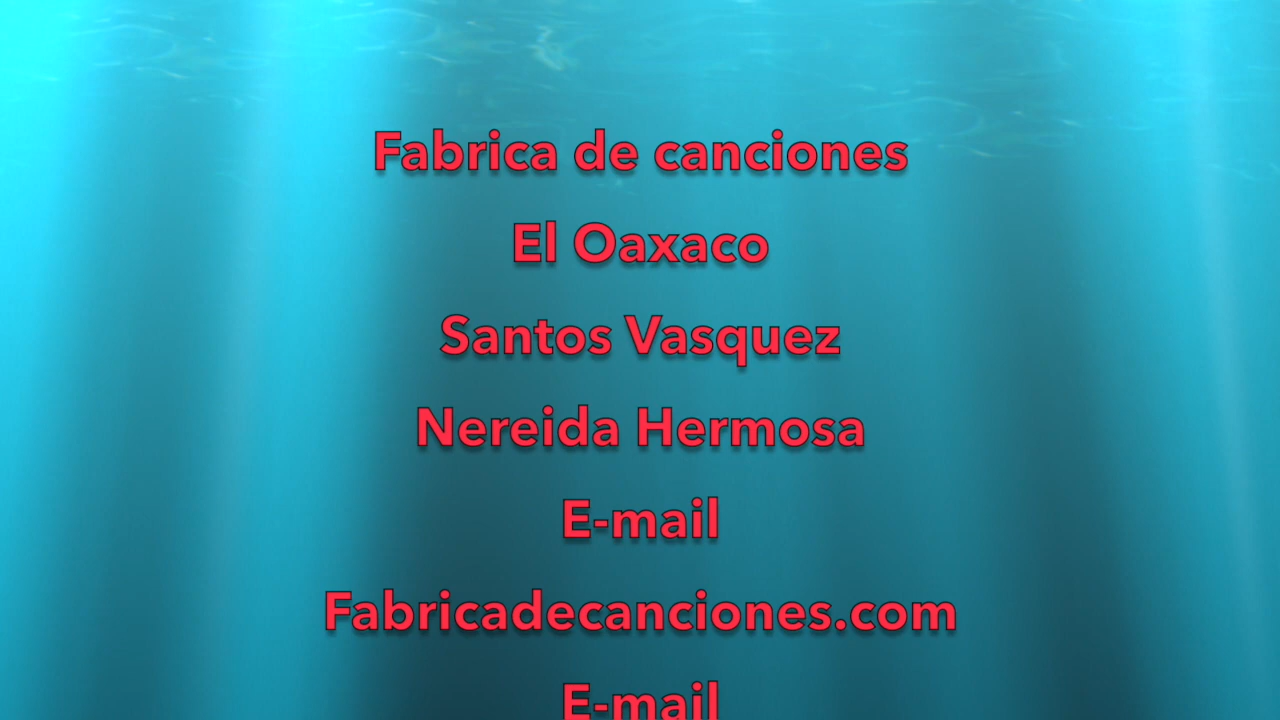 Fabrica de canciones
El Oaxaco
Santos Vasquez
Nereida Hermosa
E-mail
Fabricadecanciones.com
E-mail